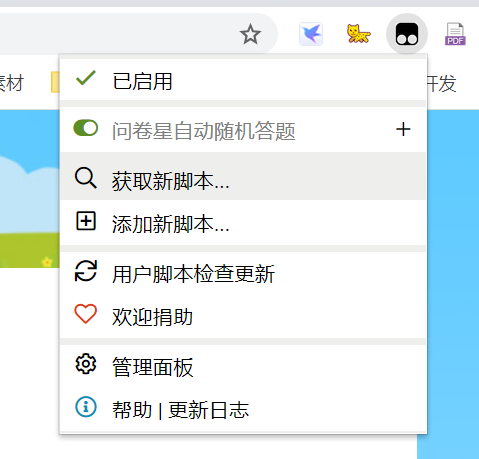 PDF
素材
开发
已启用
问卷星自动随机答题
获取新脚本...
添加新脚本...
用户脚本检查更新
欢迎捐助
管理面板
帮助 | 更新日志